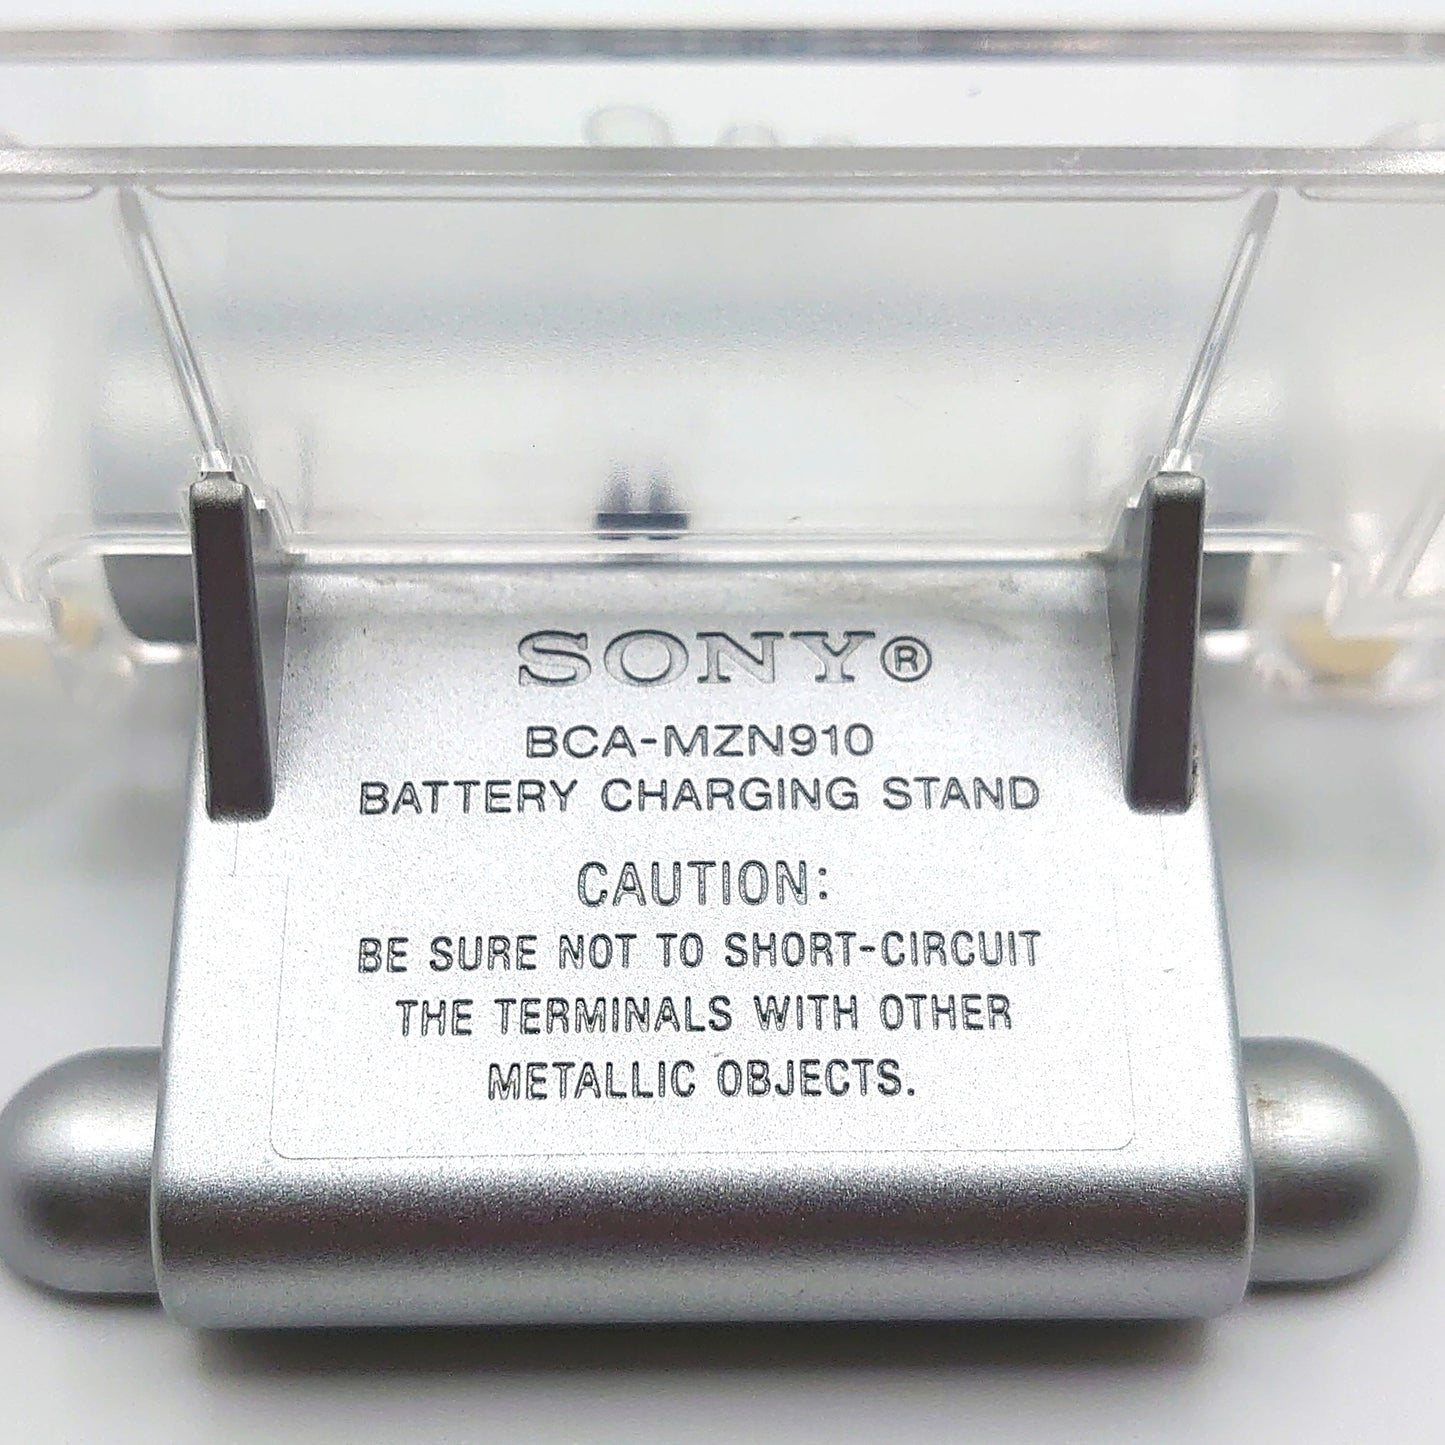 SONY®
BCA-MZN910
BATTERY CHARGING STAND
CAUTION:
BE SURE NOT TO SHORT-CIRCUIT
THE TERMINALS WITH OTHER
METALLIC OBJECTS.